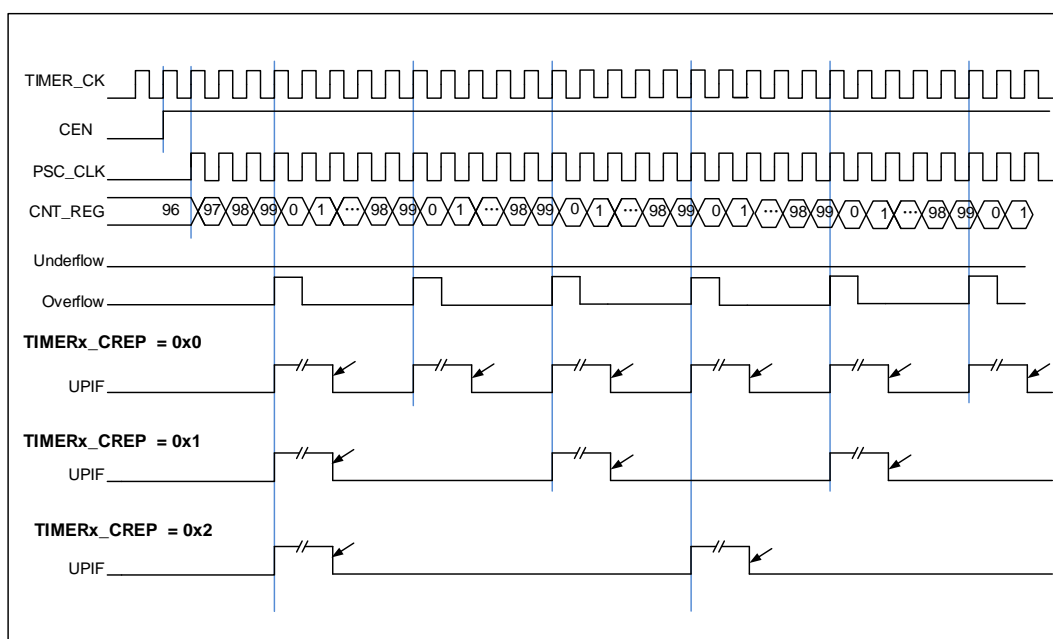 TIMER_CK
CEN
PSC_CLK
CNT_REG 96 97 98 99 0 1 ... 98 99 0 1 ... 98 99 0 1 ... 98 99 0 1 ... 98 99 0 1 ... 98 99 0 1
Underflow
Overflow
TIMERx_CREP = 0x0
UPIF
TIMERx_CREP = 0x1
UPIF
TIMERx_CREP = 0x2
UPIF